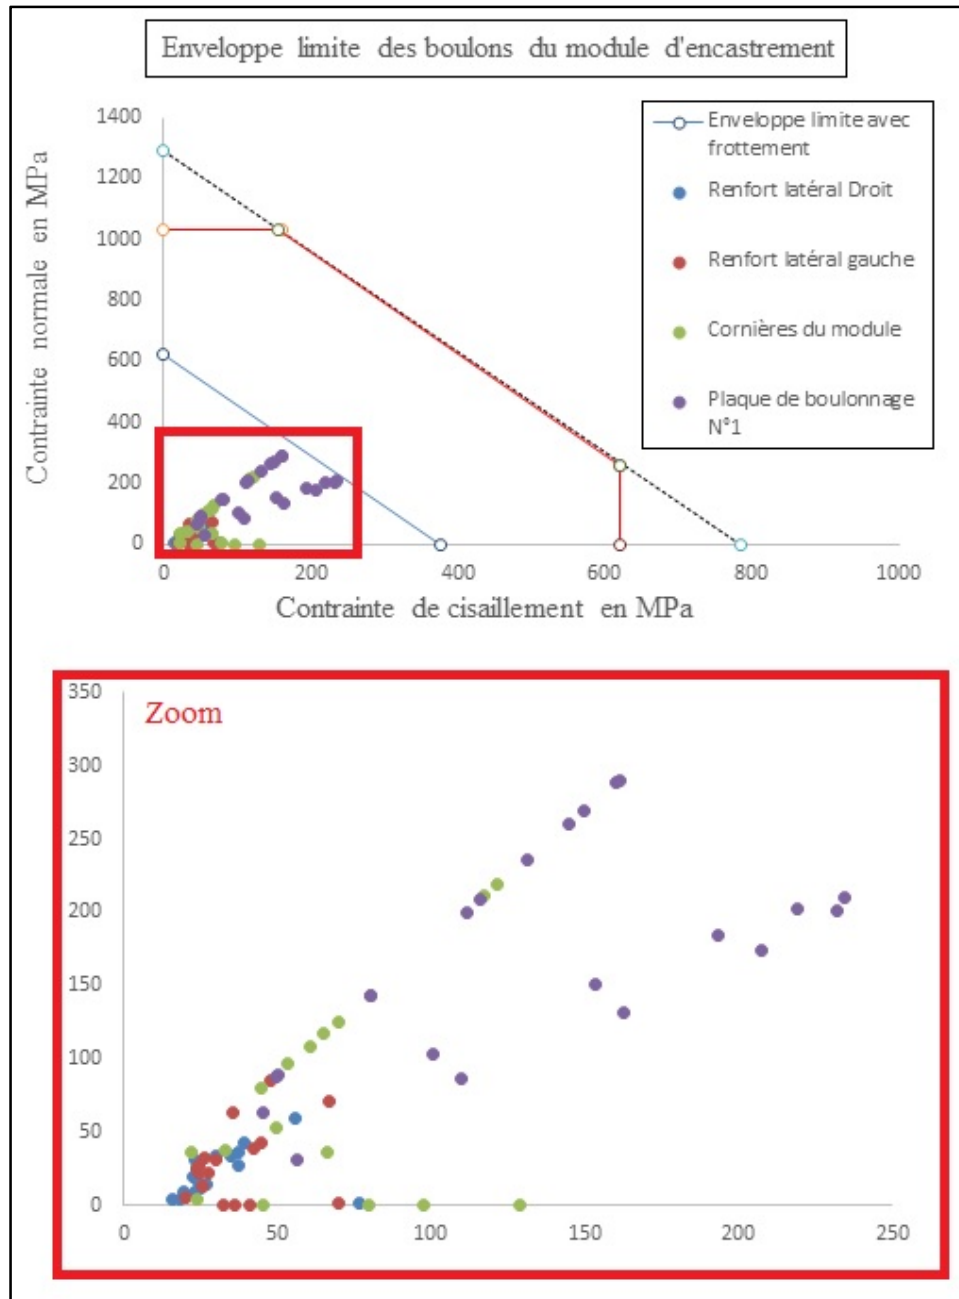 Enveloppe limite des boulons du module d'encastrement
Contrainte normale en MPa
1400
1200
1000
800
600
400
200
0
0 200 400 600 800 1000
Contrainte de cisaillement en MPa
Enveloppe limite avec
frottement
Renfort latéral Droit
Renfort latéral gauche
Cornières du module
Plaque de boulonnage
N°1
Zoom
350
300
250
200
150
100
50
0
0 50 100 150 200 250